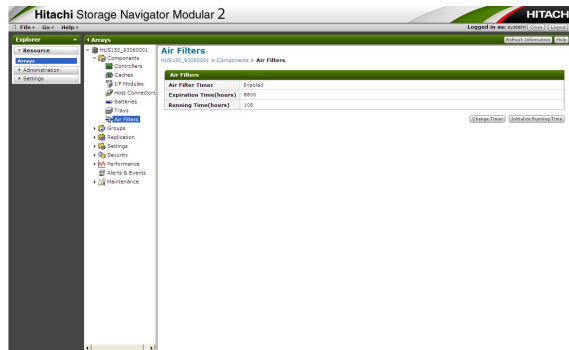 Hitachi Storage Navigator Modular 2
HITACH
File Go Help
Logged in as: system Close Logout
Explorer
Arrays
Refresh Information Help
Resource
Arrays
Administration
Settings
HUS150_93060001
Components
Controllers
Caches
I/F Modules
Host Connectors
Batteries
Trays
Air Filters
Groups
Replication
Settings
Security
Performance
Alerts & Events
Maintenance
Air Filters
HUS150_93060001 > Components > Air Filters
Air Filters
Air Filter Timer Enabled
Expiration Time(hours) 8800
Running Time(hours) 108
Change Timer Initialize Running Time